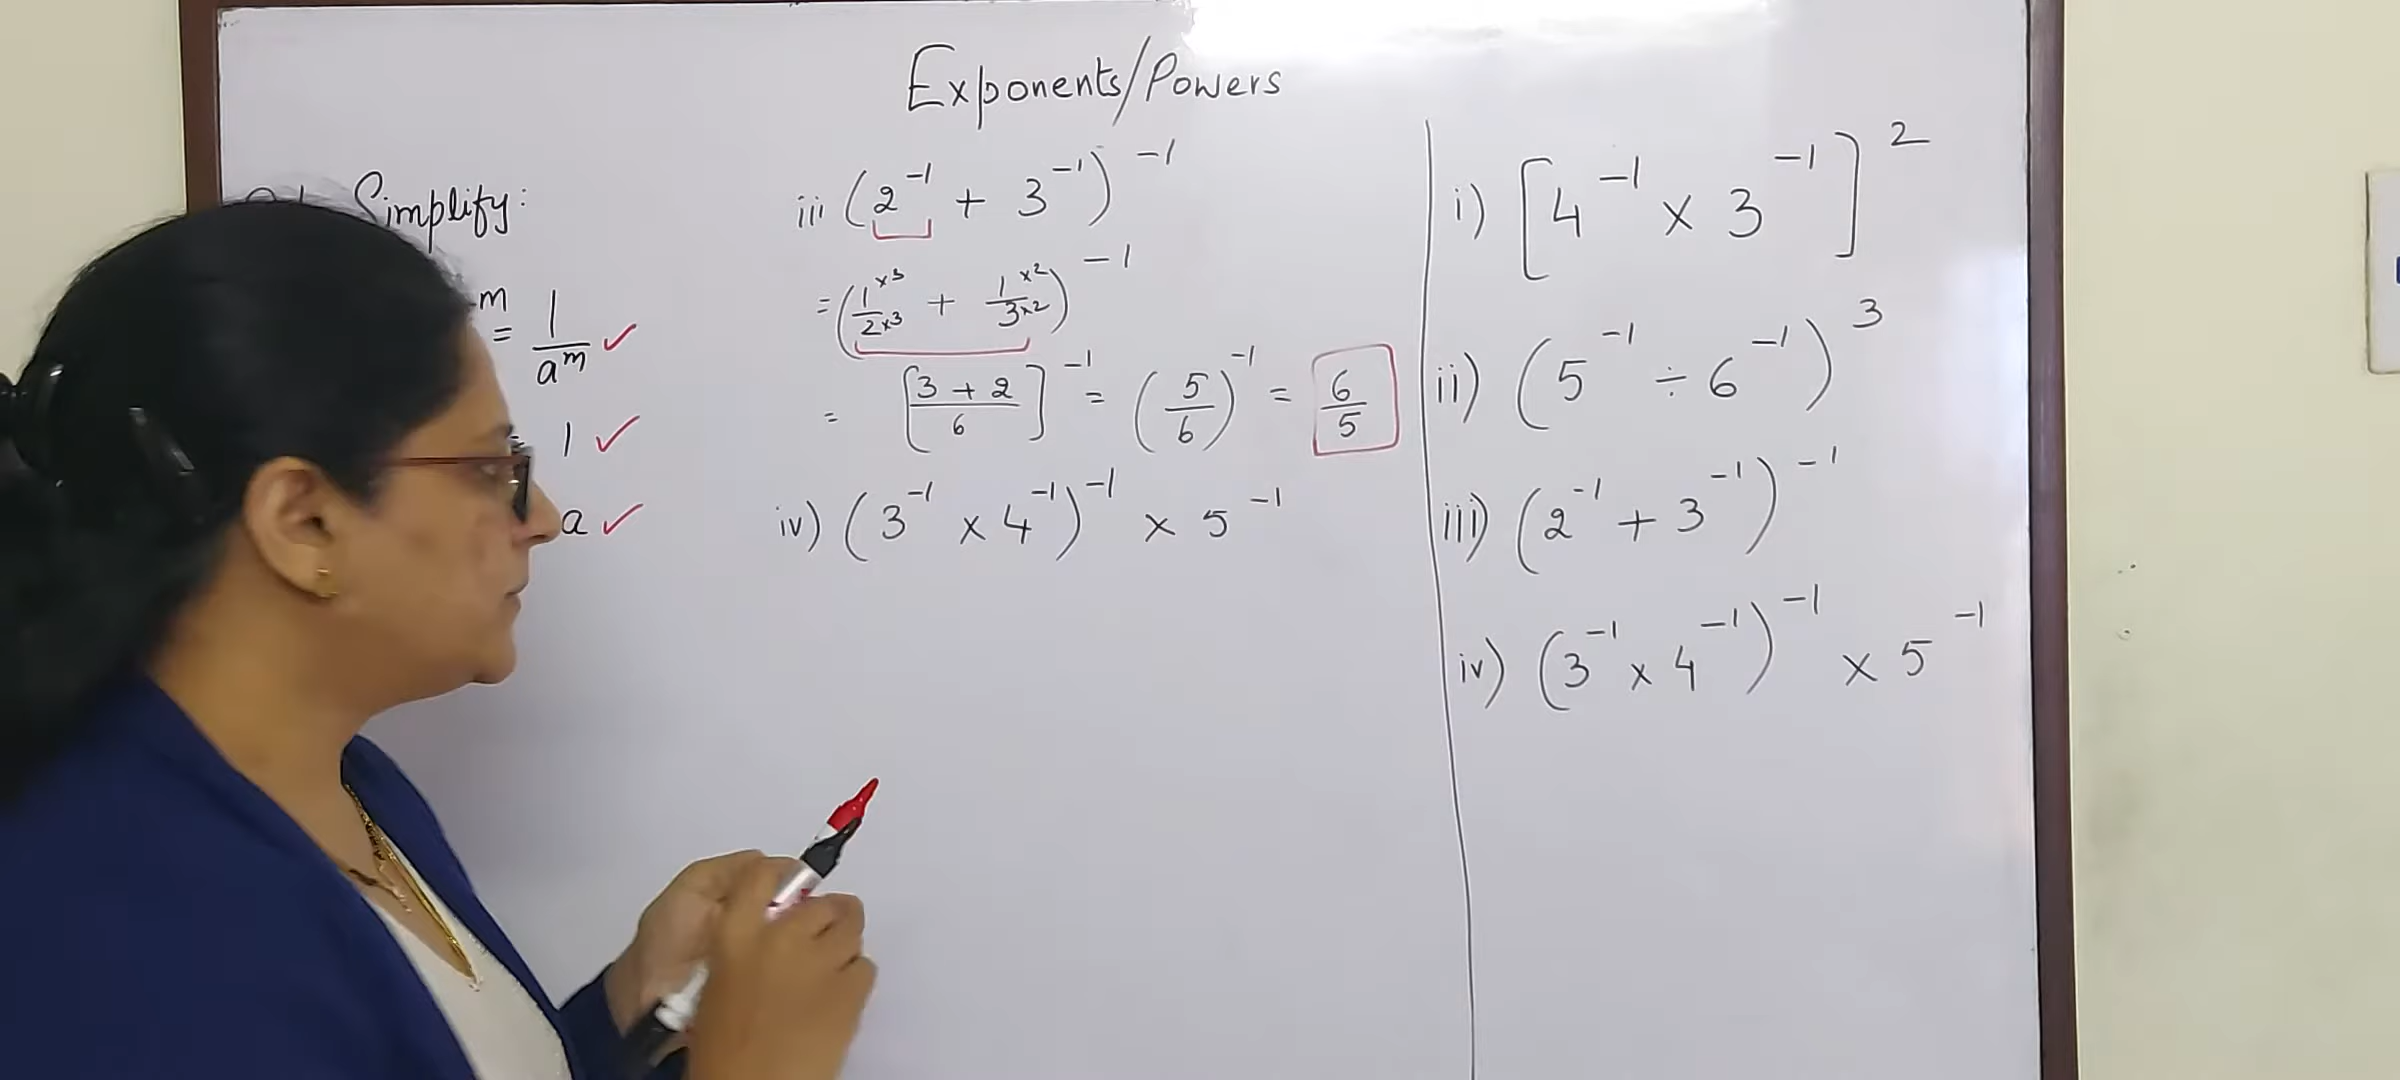 Exponents/Powers
Simplify:
-m = 1/a^m ✓
= 1 ✓
a ✓
iii (2^-1 + 3^-1)^-1
= (1^×3/2×3 + 1^×2/3×2)^-1
= [3 + 2/6]^-1 = (5/6)^-1 = 6/5
iv) (3^-1 × 4^-1)^-1 × 5^-1
i) [4^-1 × 3^-1]^2
ii) (5^-1 ÷ 6^-1)^3
iii) (2^-1 + 3^-1)^-1
iv) (3^-1 × 4^-1)^-1 × 5^-1